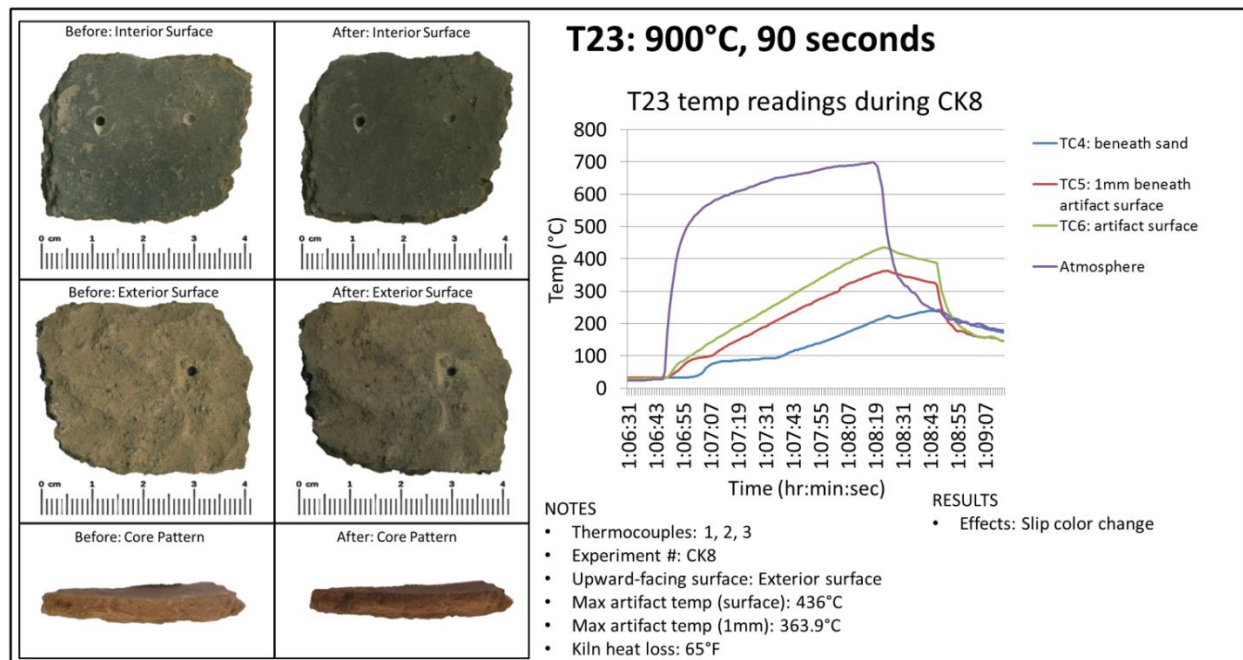 Before: Interior Surface
After: Interior Surface
0 cm 1 2 3 4
0 cm 1 2 3 4
Before: Exterior Surface
After: Exterior Surface
0 cm 1 2 3 4
0 cm 1 2 3 4
Before: Core Pattern
After: Core Pattern
T23: 900°C, 90 seconds
T23 temp readings during CK8
Temp (°C)
800
700
600
500
400
300
200
100
0
1:06:31
1:06:43
1:06:55
1:07:07
1:07:19
1:07:31
1:07:43
1:07:55
1:08:07
1:08:19
1:08:31
1:08:43
1:08:55
1:09:07
Time (hr:min:sec)
TC4: beneath sand
TC5: 1mm beneath
artifact surface
TC6: artifact surface
Atmosphere
NOTES
• Thermocouples: 1, 2, 3
• Experiment #: CK8
• Upward-facing surface: Exterior surface
• Max artifact temp (surface): 436°C
• Max artifact temp (1mm): 363.9°C
• Kiln heat loss: 65°F
RESULTS
• Effects: Slip color change